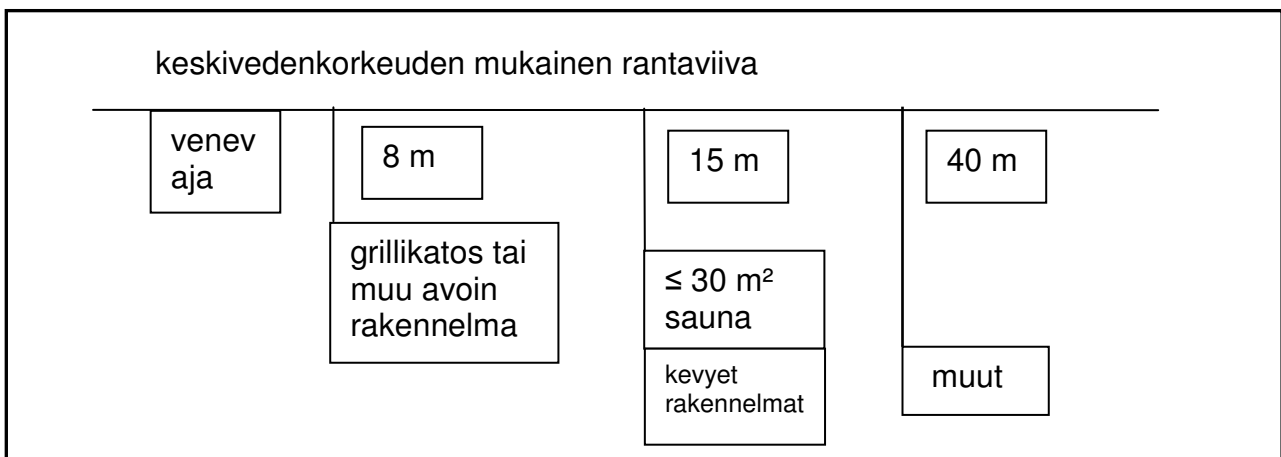 keskivedenkorkeuden mukainen rantaviiva
venev
aja
8 m
15 m
40 m
grillikatos tai
muu avoin
rakennelma
≤ 30 m²
sauna
kevyet
rakennelmat
muut